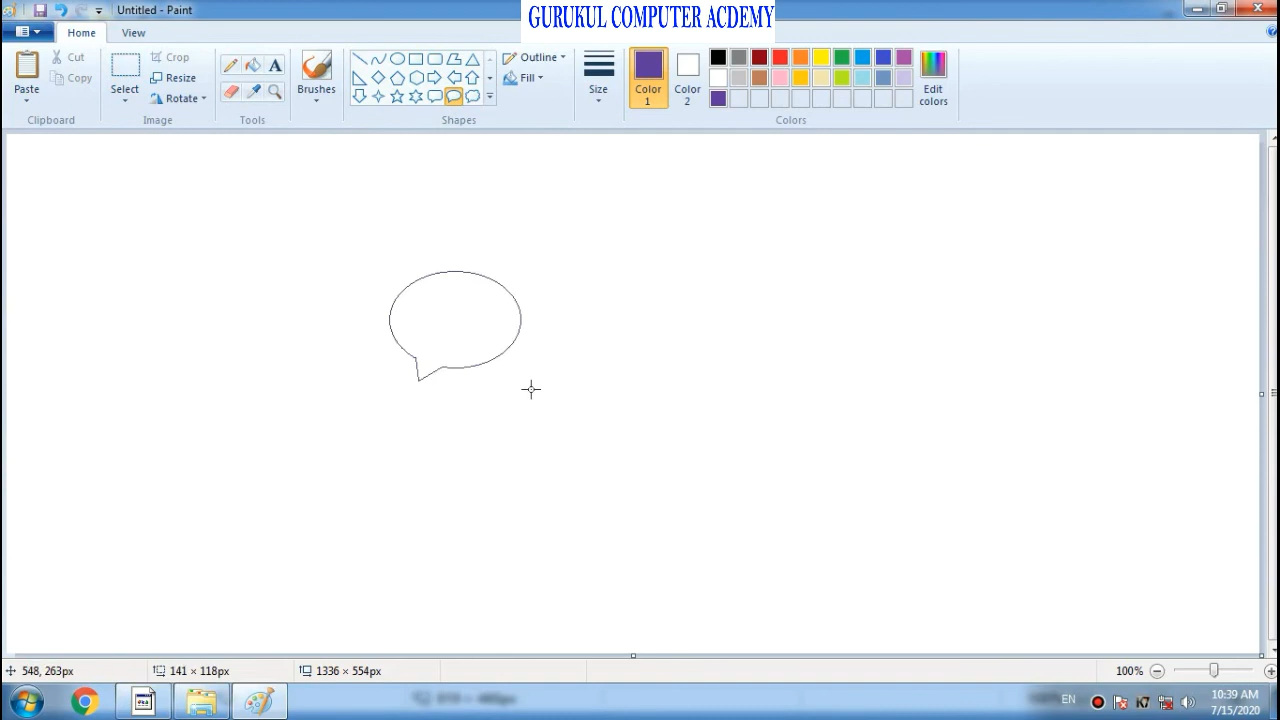 Untitled - Paint
GURUKUL COMPUTER ACDEMY
Home View
Paste
Cut
Copy
Clipboard
Select
Crop
Resize
Rotate
Image
A
Tools
Brushes
Outline
Fill
Shapes
Size
Color 1
Color 2
Edit colors
Colors
548, 263px
141 × 118px
1336 × 554px
100%
EN
K7
10:39 AM
7/15/2020